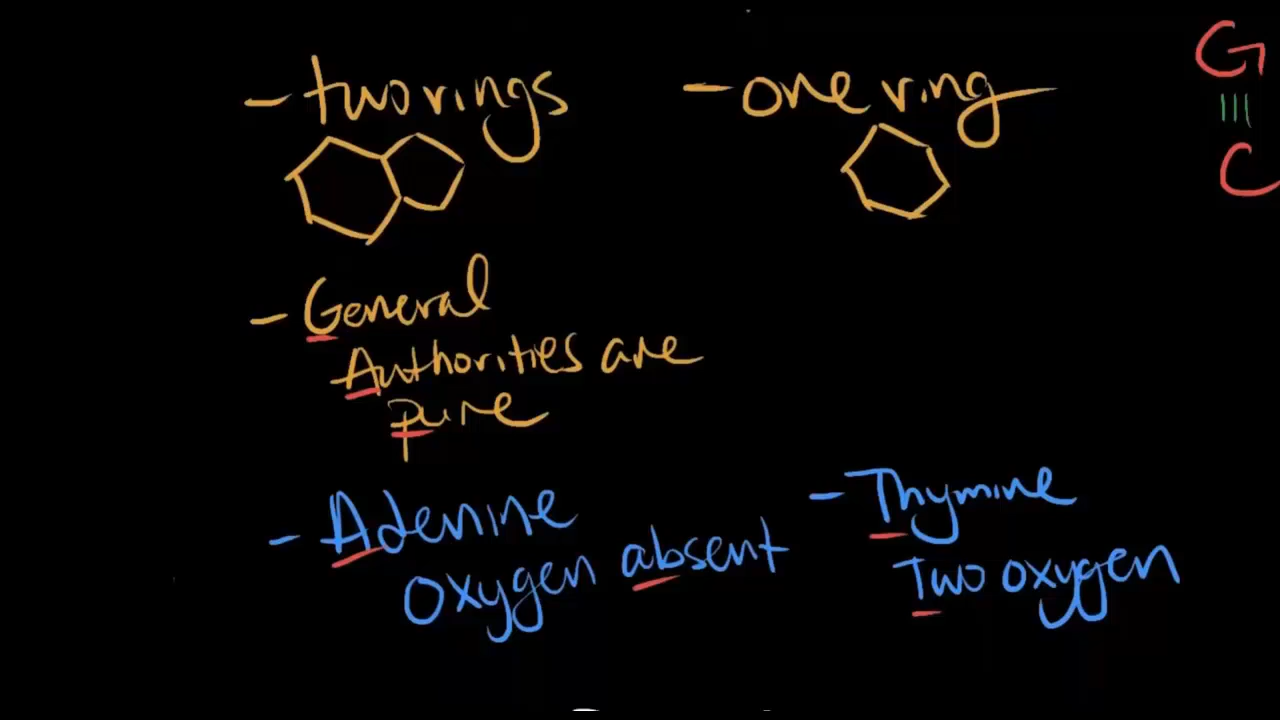 - two rings
- one ring
G
C
- General
Authorities are
pure
- Adenine
oxygen absent
- Thymine
Two oxygen